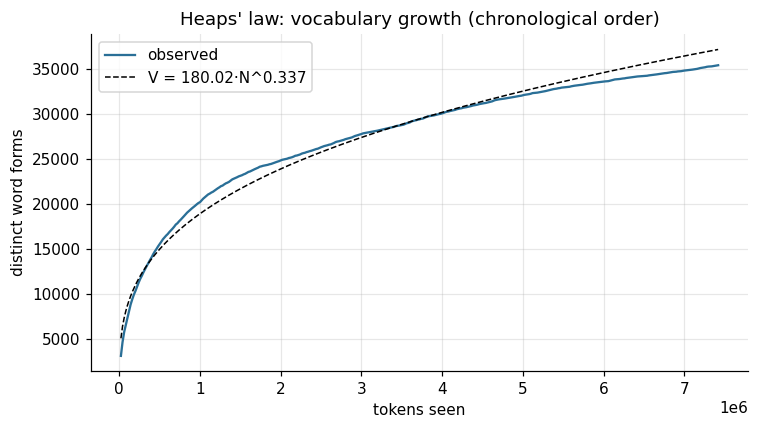 Heaps' law: vocabulary growth (chronological order)
observed
V = 180.02·N^0.337
distinct word forms
35000
30000
25000
20000
15000
10000
5000
0 1 2 3 4 5 6 7
1e6
tokens seen